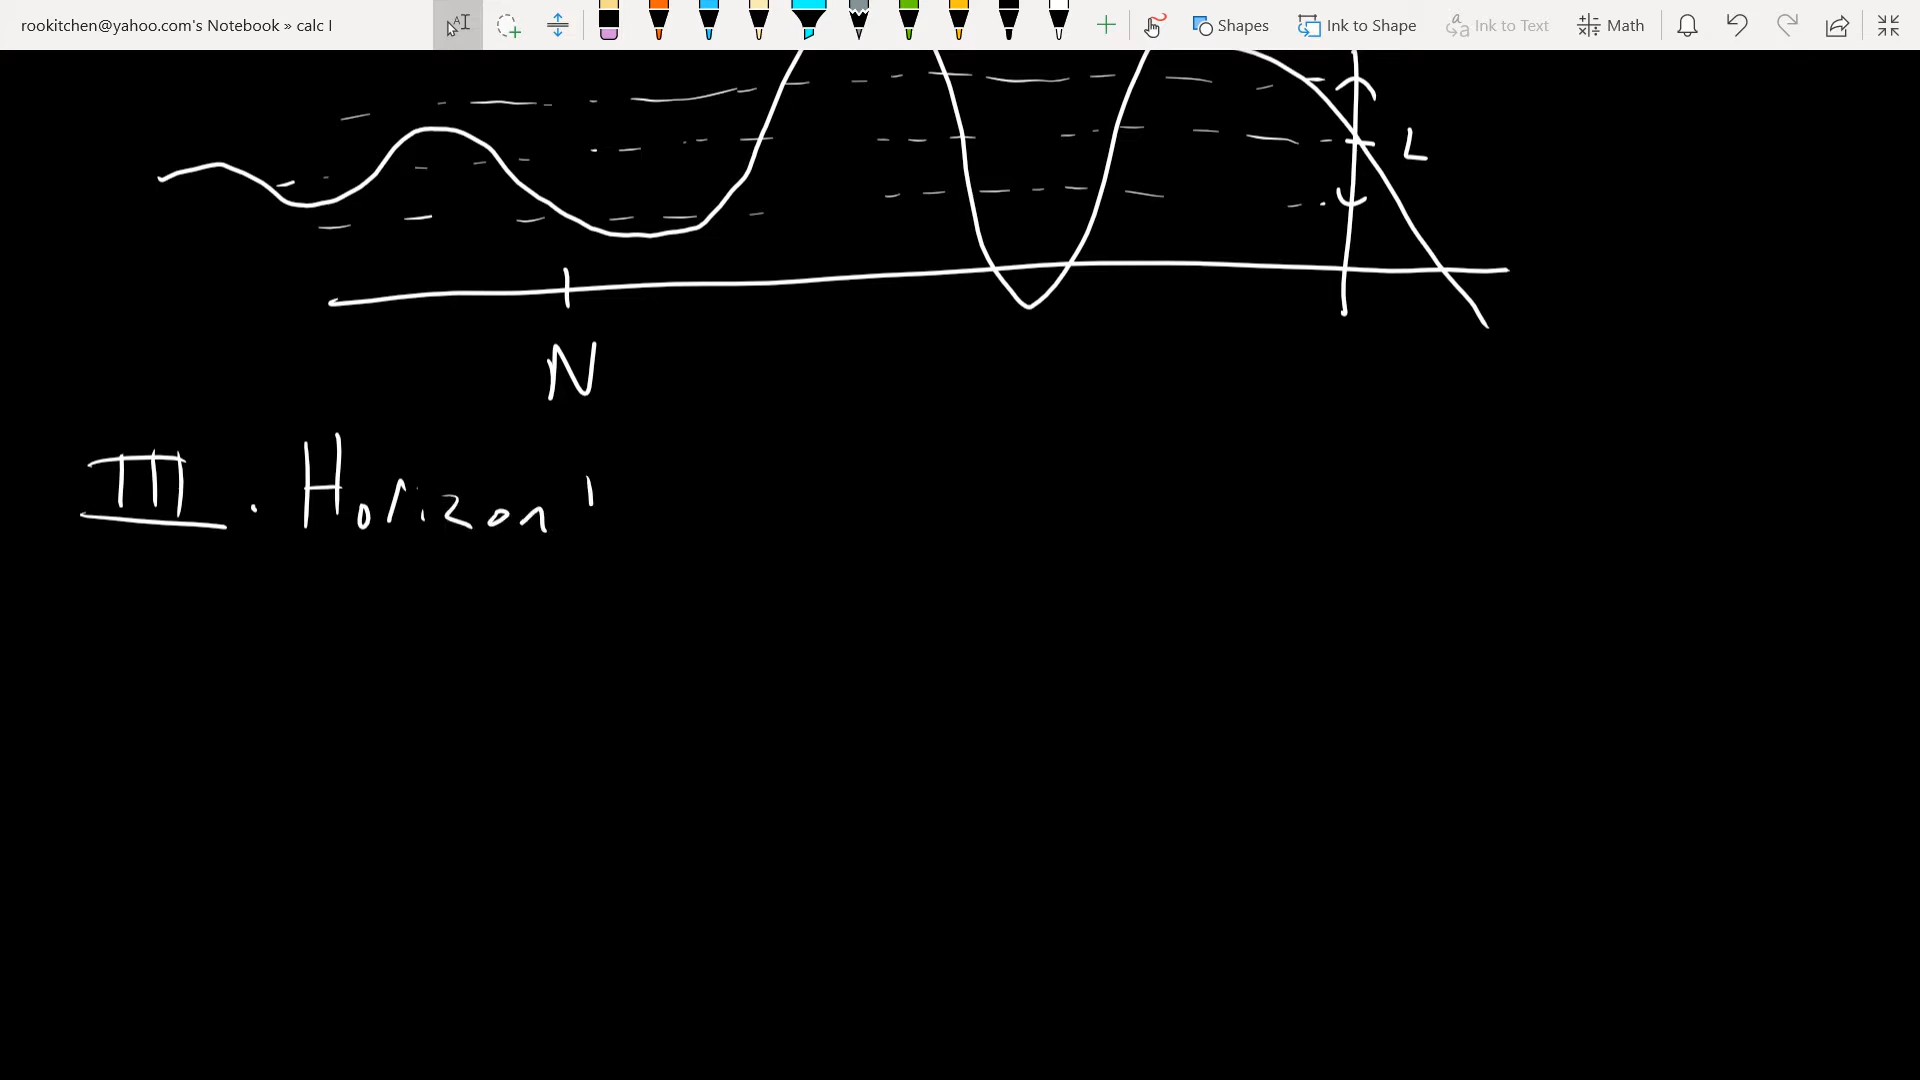 rookitchen@yahoo.com's Notebook » calc I Shapes Ink to Shape Ink to Text Math
L
N
III. Horizon